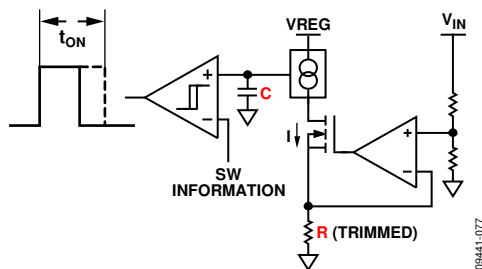 tON
VREG
VIN
+
C
−
I
+
−
SW
INFORMATION
R (TRIMMED)
09441-077